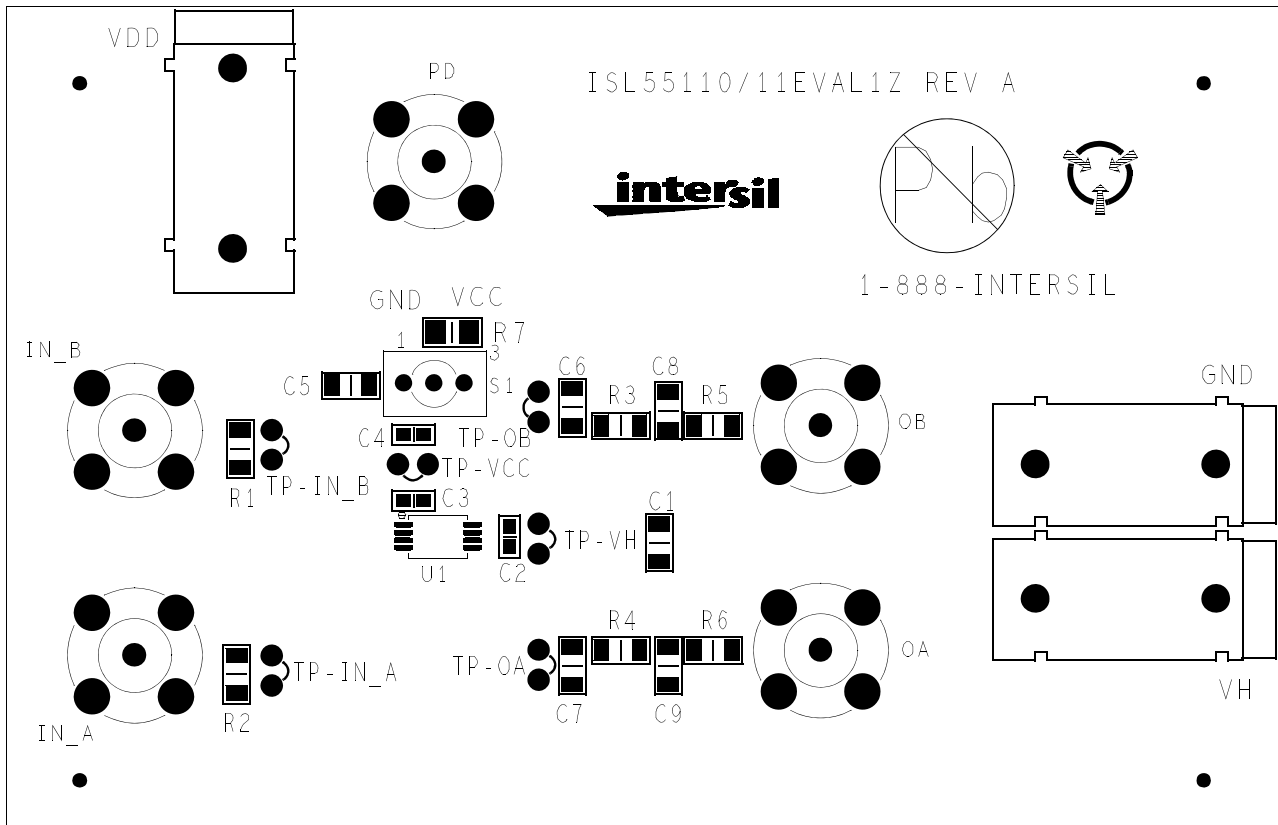 VDD
PD
ISL55110/11EVAL1Z REV A
Pb
intersil
1-888-INTERSIL
GND VCC
1
R7
3
IN_B
C5
S1
C6
C8
R3
R5
GND
OB
C4
TP-OB
TP-VCC
R1
TP-IN_B
C3
C1
TP-VH
U1
C2
R4
R6
OA
TP-OA
TP-IN_A
VH
R2
C7
C9
IN_A